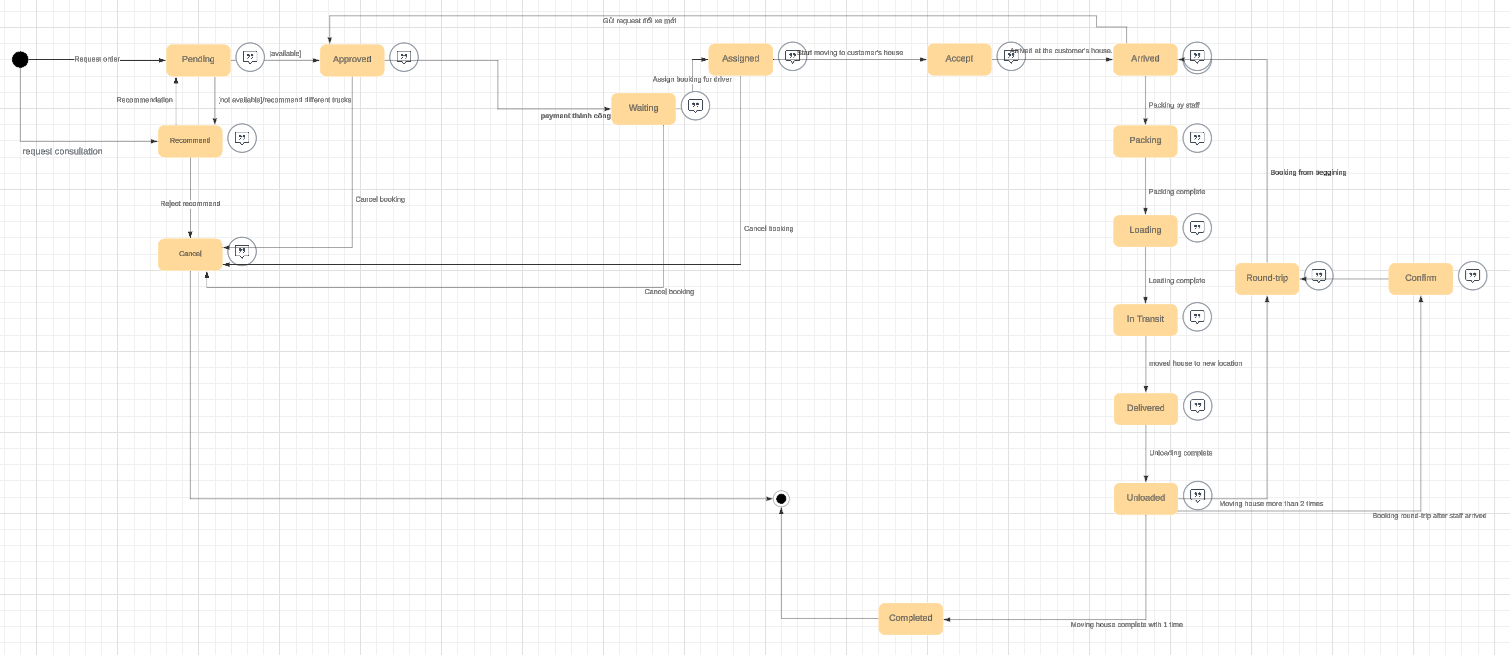 Gửi request đổi xe mới
Request order
Pending
[available]
Approved
Assigned
Start moving to customer's house
Accept
Arrived at the customer's house.
Arrived
Assign booking for driver
Recommendation
[not available]/recommend different trucks
Waiting
payment thành công
Packing by staff
Recommend
request consultation
Packing
Booking from beggining
Packing complete
Reject recommend
Cancel booking
Cancel booking
Loading
Cancel
Round-trip
Confirm
Loading complete
Cancel booking
In Transit
moved house to new location
Delivered
Unloading complete
Unloaded
Moving house more than 2 times
Booking round-trip after staff arrived
Completed
Moving house complete with 1 time